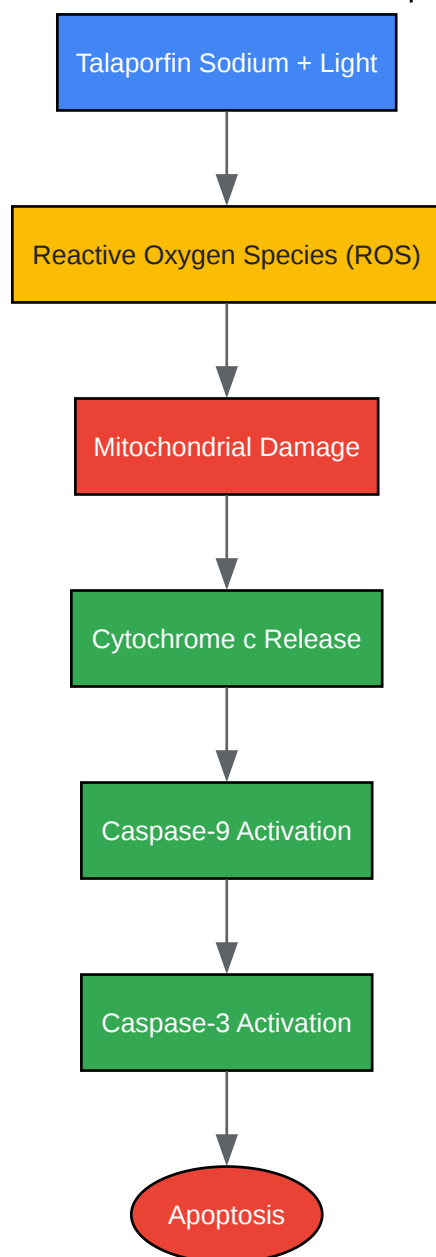 Talaporfin Sodium + Light
Reactive Oxygen Species (ROS)
Mitochondrial Damage
Cytochrome c Release
Caspase-9 Activation
Caspase-3 Activation
Apoptosis